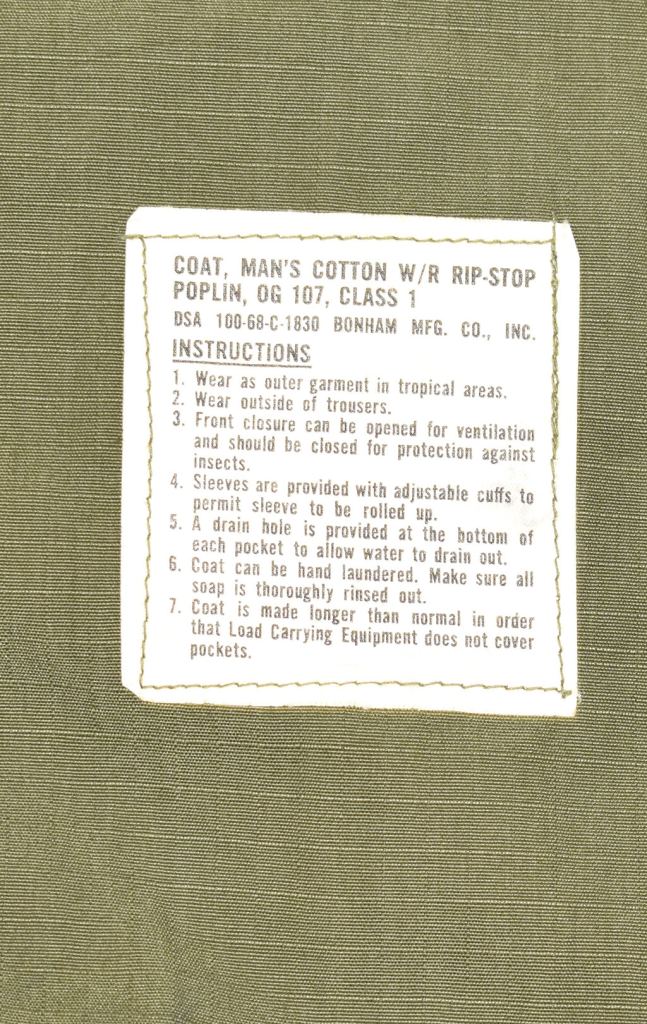 COAT, MAN'S COTTON W/R RIP-STOP
POPLIN, OG 107, CLASS 1
DSA 100-68-C-1830 BONHAM MFG. CO., INC.
INSTRUCTIONS
1. Wear as outer garment in tropical areas.
2. Wear outside of trousers.
3. Front closure can be opened for ventilation
and should be closed for protection against
insects.
4. Sleeves are provided with adjustable cuffs to
permit sleeve to be rolled up.
5. A drain hole is provided at the bottom of
each pocket to allow water to drain out.
6. Coat can be hand laundered. Make sure all
soap is thoroughly rinsed out.
7. Coat is made longer than normal in order
that Load Carrying Equipment does not cover
pockets.